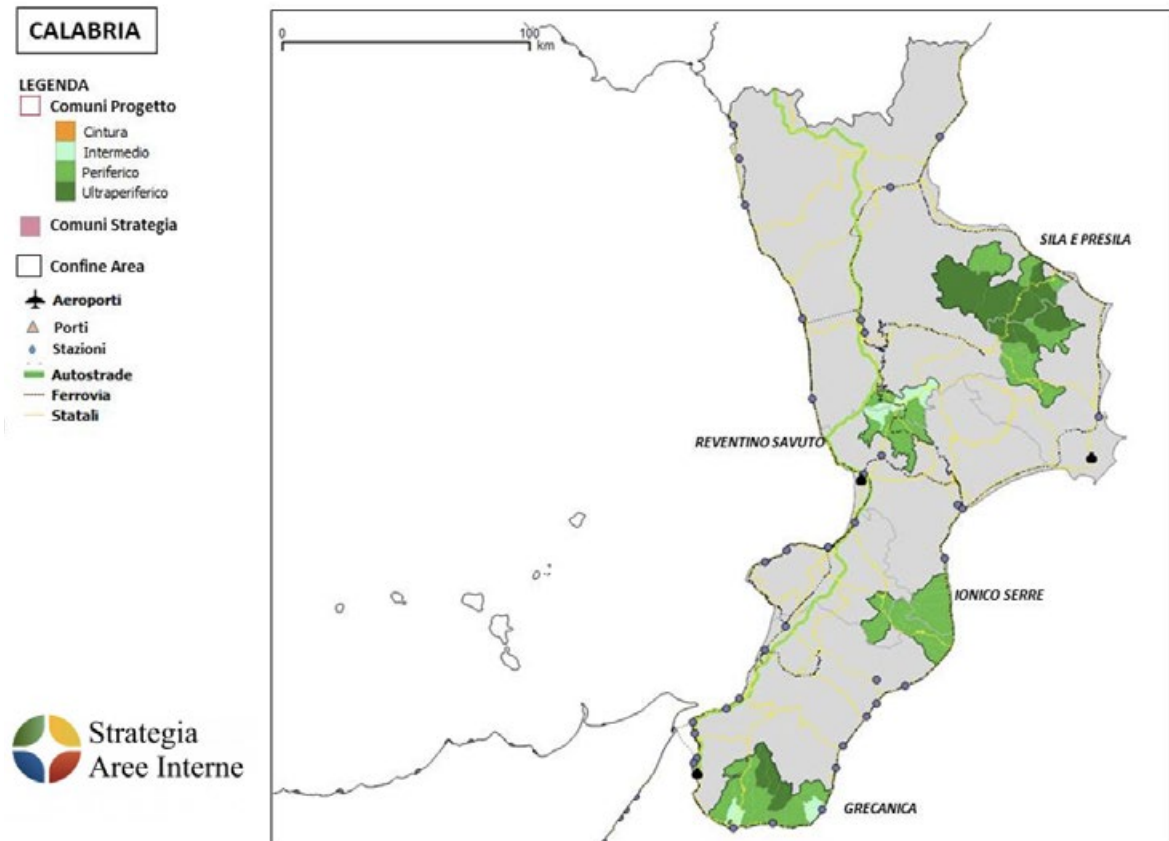 CALABRIA
LEGENDA
Comuni Progetto
Cintura
Intermedio
Periferico
Ultraperiferico
Comuni Strategia
Confine Area
Aeroporti
Porti
Stazioni
Autostrade
Ferrovia
Statali
Strategia
Aree Interne
0 100
km
SILA E PRESILA
REVENTINO SAVUTO
IONICO SERRE
GRECANICA